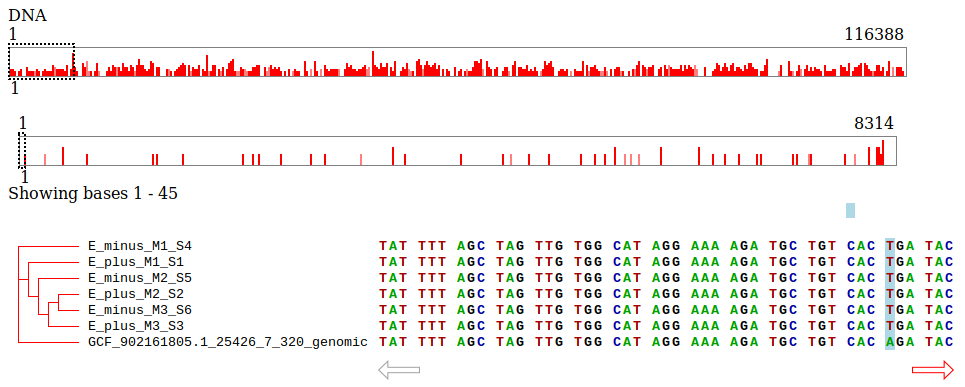 DNA
1 116388
1
1 8314
1
Showing bases 1 - 45
E_minus_M1_S4 TAT TTT AGC TAG TTG TGG CAT AGG AAA AGA TGC TGT CAC TGA TAC
E_plus_M1_S1 TAT TTT AGC TAG TTG TGG CAT AGG AAA AGA TGC TGT CAC TGA TAC
E_minus_M2_S5 TAT TTT AGC TAG TTG TGG CAT AGG AAA AGA TGC TGT CAC TGA TAC
E_plus_M2_S2 TAT TTT AGC TAG TTG TGG CAT AGG AAA AGA TGC TGT CAC TGA TAC
E_minus_M3_S6 TAT TTT AGC TAG TTG TGG CAT AGG AAA AGA TGC TGT CAC TGA TAC
E_plus_M3_S3 TAT TTT AGC TAG TTG TGG CAT AGG AAA AGA TGC TGT CAC TGA TAC
GCF_902161805.1_25426_7_320_genomic TAT TTT AGC TAG TTG TGG CAT AGG AAA AGA TGC TGT CAC AGA TAC